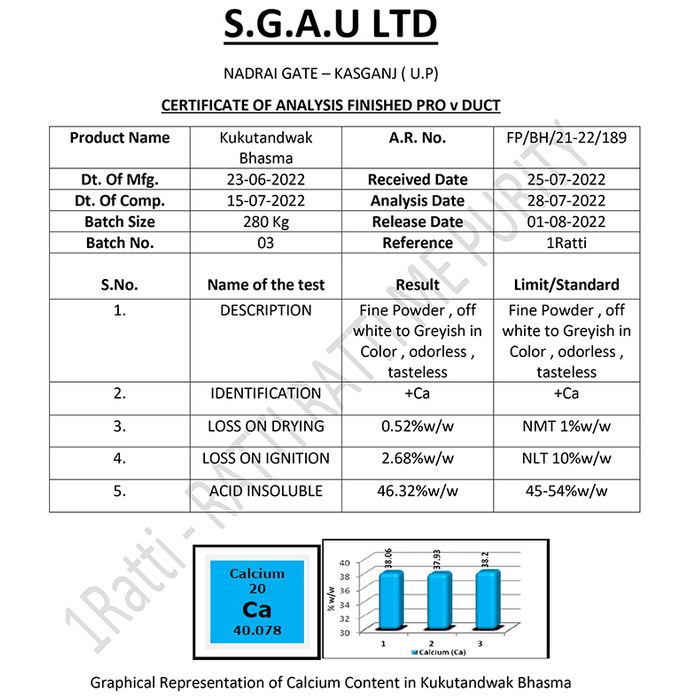 S.G.A.U LTD
NADRAI GATE – KASGANJ ( U.P)
CERTIFICATE OF ANALYSIS FINISHED PRO v DUCT
Product Name Kukutandwak A.R. No. FP/BH/21-22/189
Bhasma
Dt. Of Mfg. 23-06-2022 Received Date 25-07-2022
Dt. Of Comp. 15-07-2022 Analysis Date 28-07-2022
Batch Size 280 Kg Release Date 01-08-2022
Batch No. 03 Reference 1Ratti
S.No. Name of the test Result Limit/Standard
1. DESCRIPTION Fine Powder , off Fine Powder , off
white to Greyish in white to Greyish in
Color , odorless , Color , odorless ,
tasteless tasteless
2. IDENTIFICATION +Ca +Ca
3. LOSS ON DRYING 0.52%w/w NMT 1%w/w
4. LOSS ON IGNITION 2.68%w/w NLT 10%w/w
5. ACID INSOLUBLE 46.32%w/w 45-54%w/w
1Ratti - RATTI RATTI ME PURITY
Calcium
20
Ca
40.078
% w/w
40
38
36
34
32
30
38.06 37.93 38.2
1 2 3
Calcium (Ca)
Graphical Representation of Calcium Content in Kukutandwak Bhasma